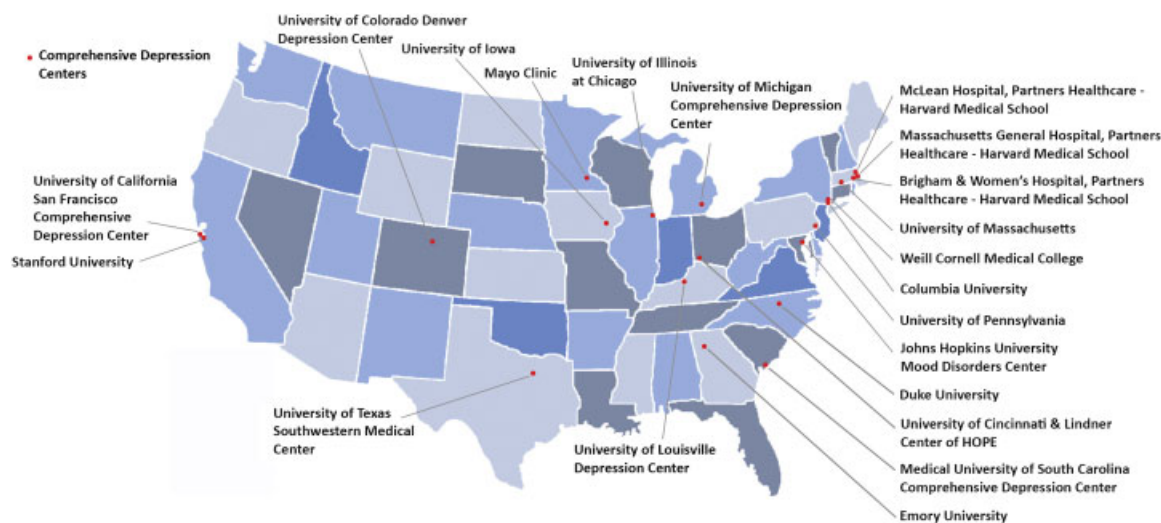 University of Colorado Denver
Depression Center
University of Iowa
Mayo Clinic
University of Illinois
at Chicago
University of Michigan
Comprehensive Depression
Center
Comprehensive Depression
Centers
McLean Hospital, Partners Healthcare -
Harvard Medical School
Massachusetts General Hospital, Partners
Healthcare - Harvard Medical School
Brigham & Women's Hospital, Partners
Healthcare - Harvard Medical School
University of Massachusetts
Weill Cornell Medical College
Columbia University
University of Pennsylvania
Johns Hopkins University
Mood Disorders Center
Duke University
University of Cincinnati & Lindner
Center of HOPE
Medical University of South Carolina
Comprehensive Depression Center
Emory University
University of California
San Francisco
Comprehensive
Depression Center
Stanford University
University of Texas
Southwestern Medical
Center
University of Louisville
Depression Center